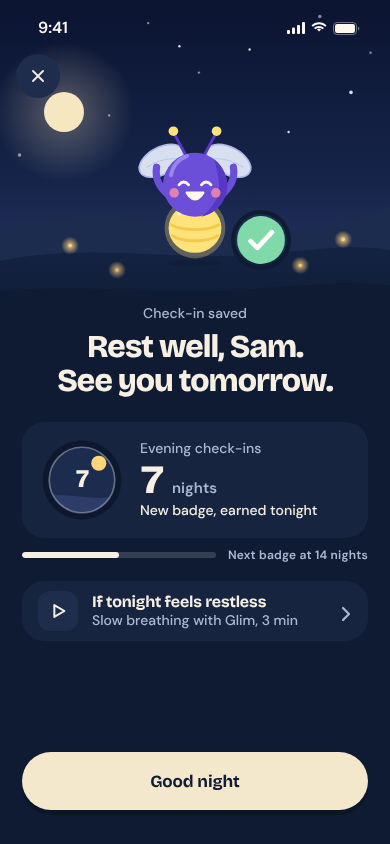 9:41
Check-in saved
Rest well, Sam.
See you tomorrow.
7
Evening check-ins
7 nights
New badge, earned tonight
Next badge at 14 nights
If tonight feels restless
Slow breathing with Glim, 3 min
Good night